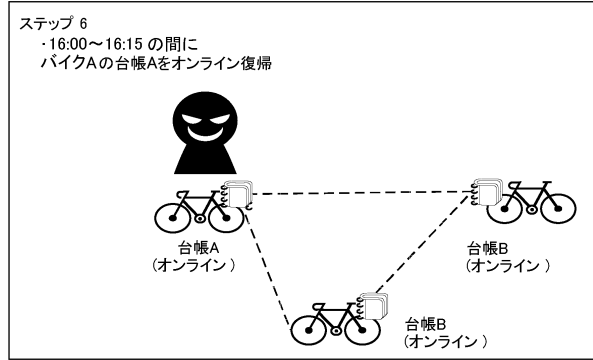 ステップ 6
・16:00～16:15 の間に
バイクAの台帳Aをオンライン復帰
台帳A
(オンライン)
台帳B
(オンライン)
台帳B
(オンライン)